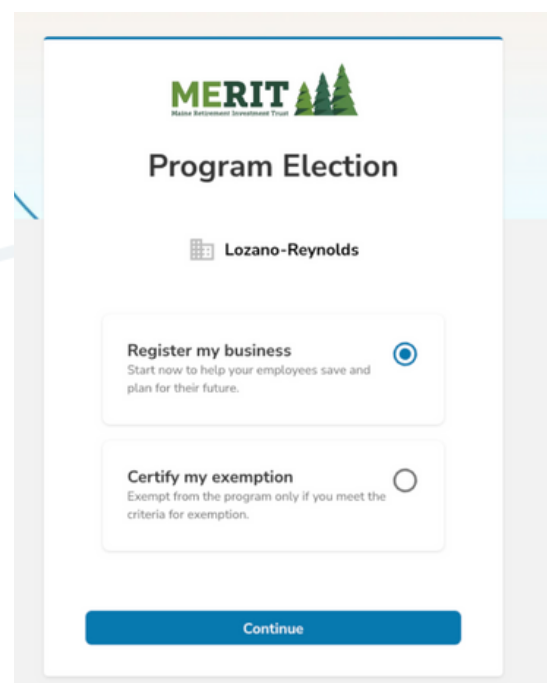 MERIT
Maine Retirement Investment Trust
Program Election
Lozano-Reynolds
Register my business
Start now to help your employees save and
plan for their future.
Certify my exemption
Exempt from the program only if you meet the
criteria for exemption.
Continue